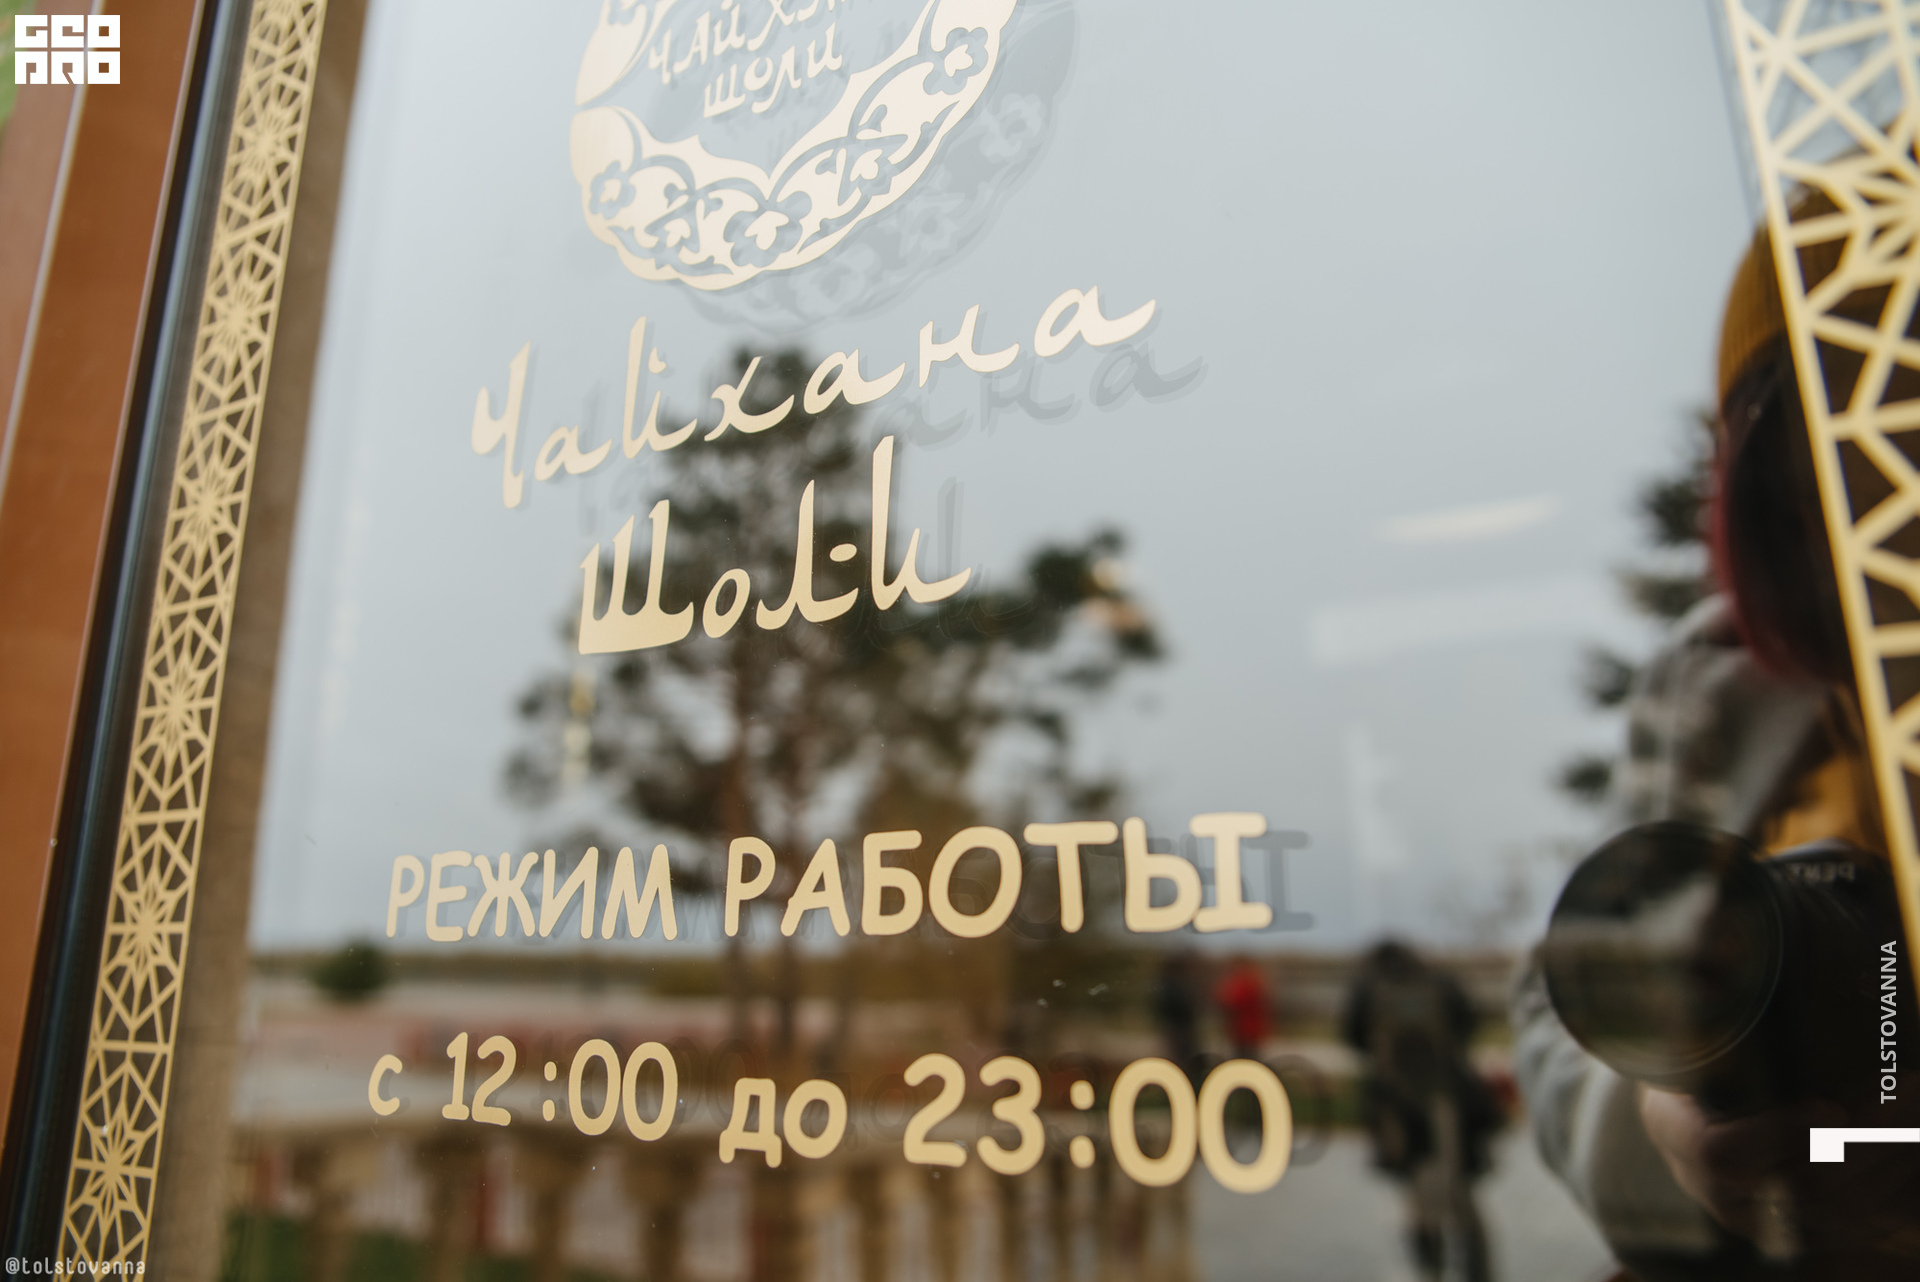 GEO
PRO
ЧАЙХАНА
ШОЛИ
Чайхана
Шоли
РЕЖИМ РАБОТЫ
с 12:00 до 23:00
TOLSTOVANNA
@tolstovanna